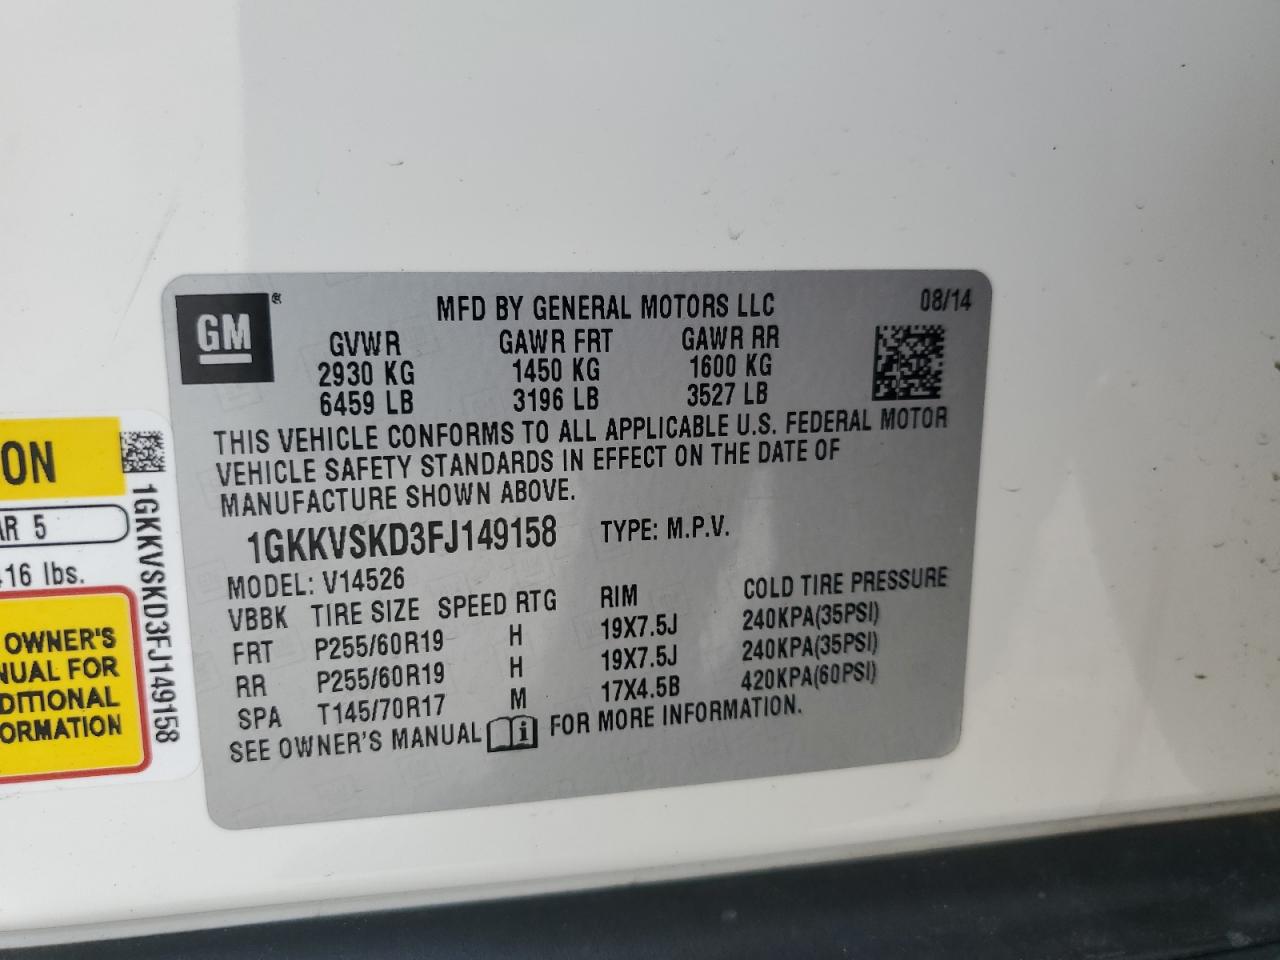 GM ®
MFD BY GENERAL MOTORS LLC 08/14
GVWR GAWR FRT GAWR RR
2930 KG 1450 KG 1600 KG
6459 LB 3196 LB 3527 LB
THIS VEHICLE CONFORMS TO ALL APPLICABLE U.S. FEDERAL MOTOR
VEHICLE SAFETY STANDARDS IN EFFECT ON THE DATE OF
MANUFACTURE SHOWN ABOVE.
1GKKVSKD3FJ149158 TYPE: M.P.V.
MODEL: V14526
VBBK TIRE SIZE SPEED RTG RIM COLD TIRE PRESSURE
FRT P255/60R19 H 19X7.5J 240KPA(35PSI)
RR P255/60R19 H 19X7.5J 240KPA(35PSI)
SPA T145/70R17 M 17X4.5B 420KPA(60PSI)
SEE OWNER'S MANUAL i FOR MORE INFORMATION.
ON
AR 5
16 lbs.
OWNER'S
NUAL FOR
DITIONAL
ORMATION
1GKKVSKD3FJ149158